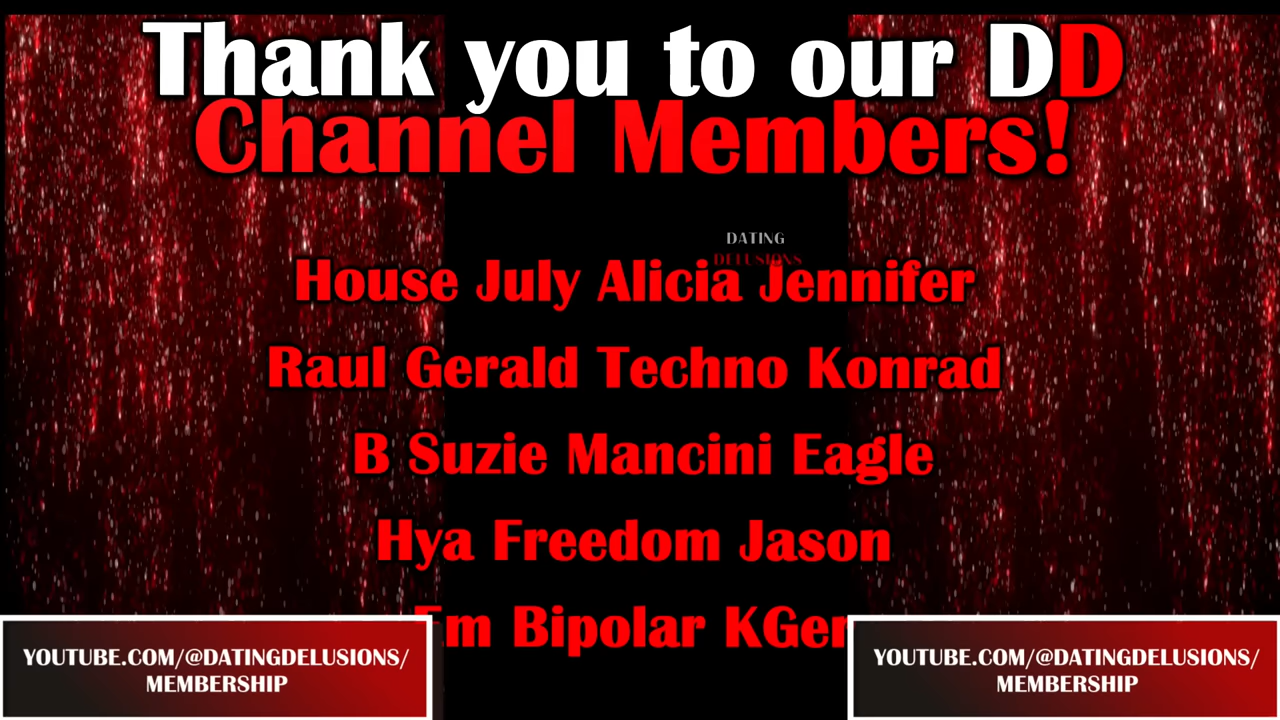 Thank you to our DD
Channel Members!
DATING
DELUSIONS
House July Alicia Jennifer
Raul Gerald Techno Konrad
B Suzie Mancini Eagle
Hya Freedom Jason
Bipolar
YOUTUBE.COM/@DATINGDELUSIONS/
MEMBERSHIP
YOUTUBE.COM/@DATINGDELUSIONS/
MEMBERSHIP